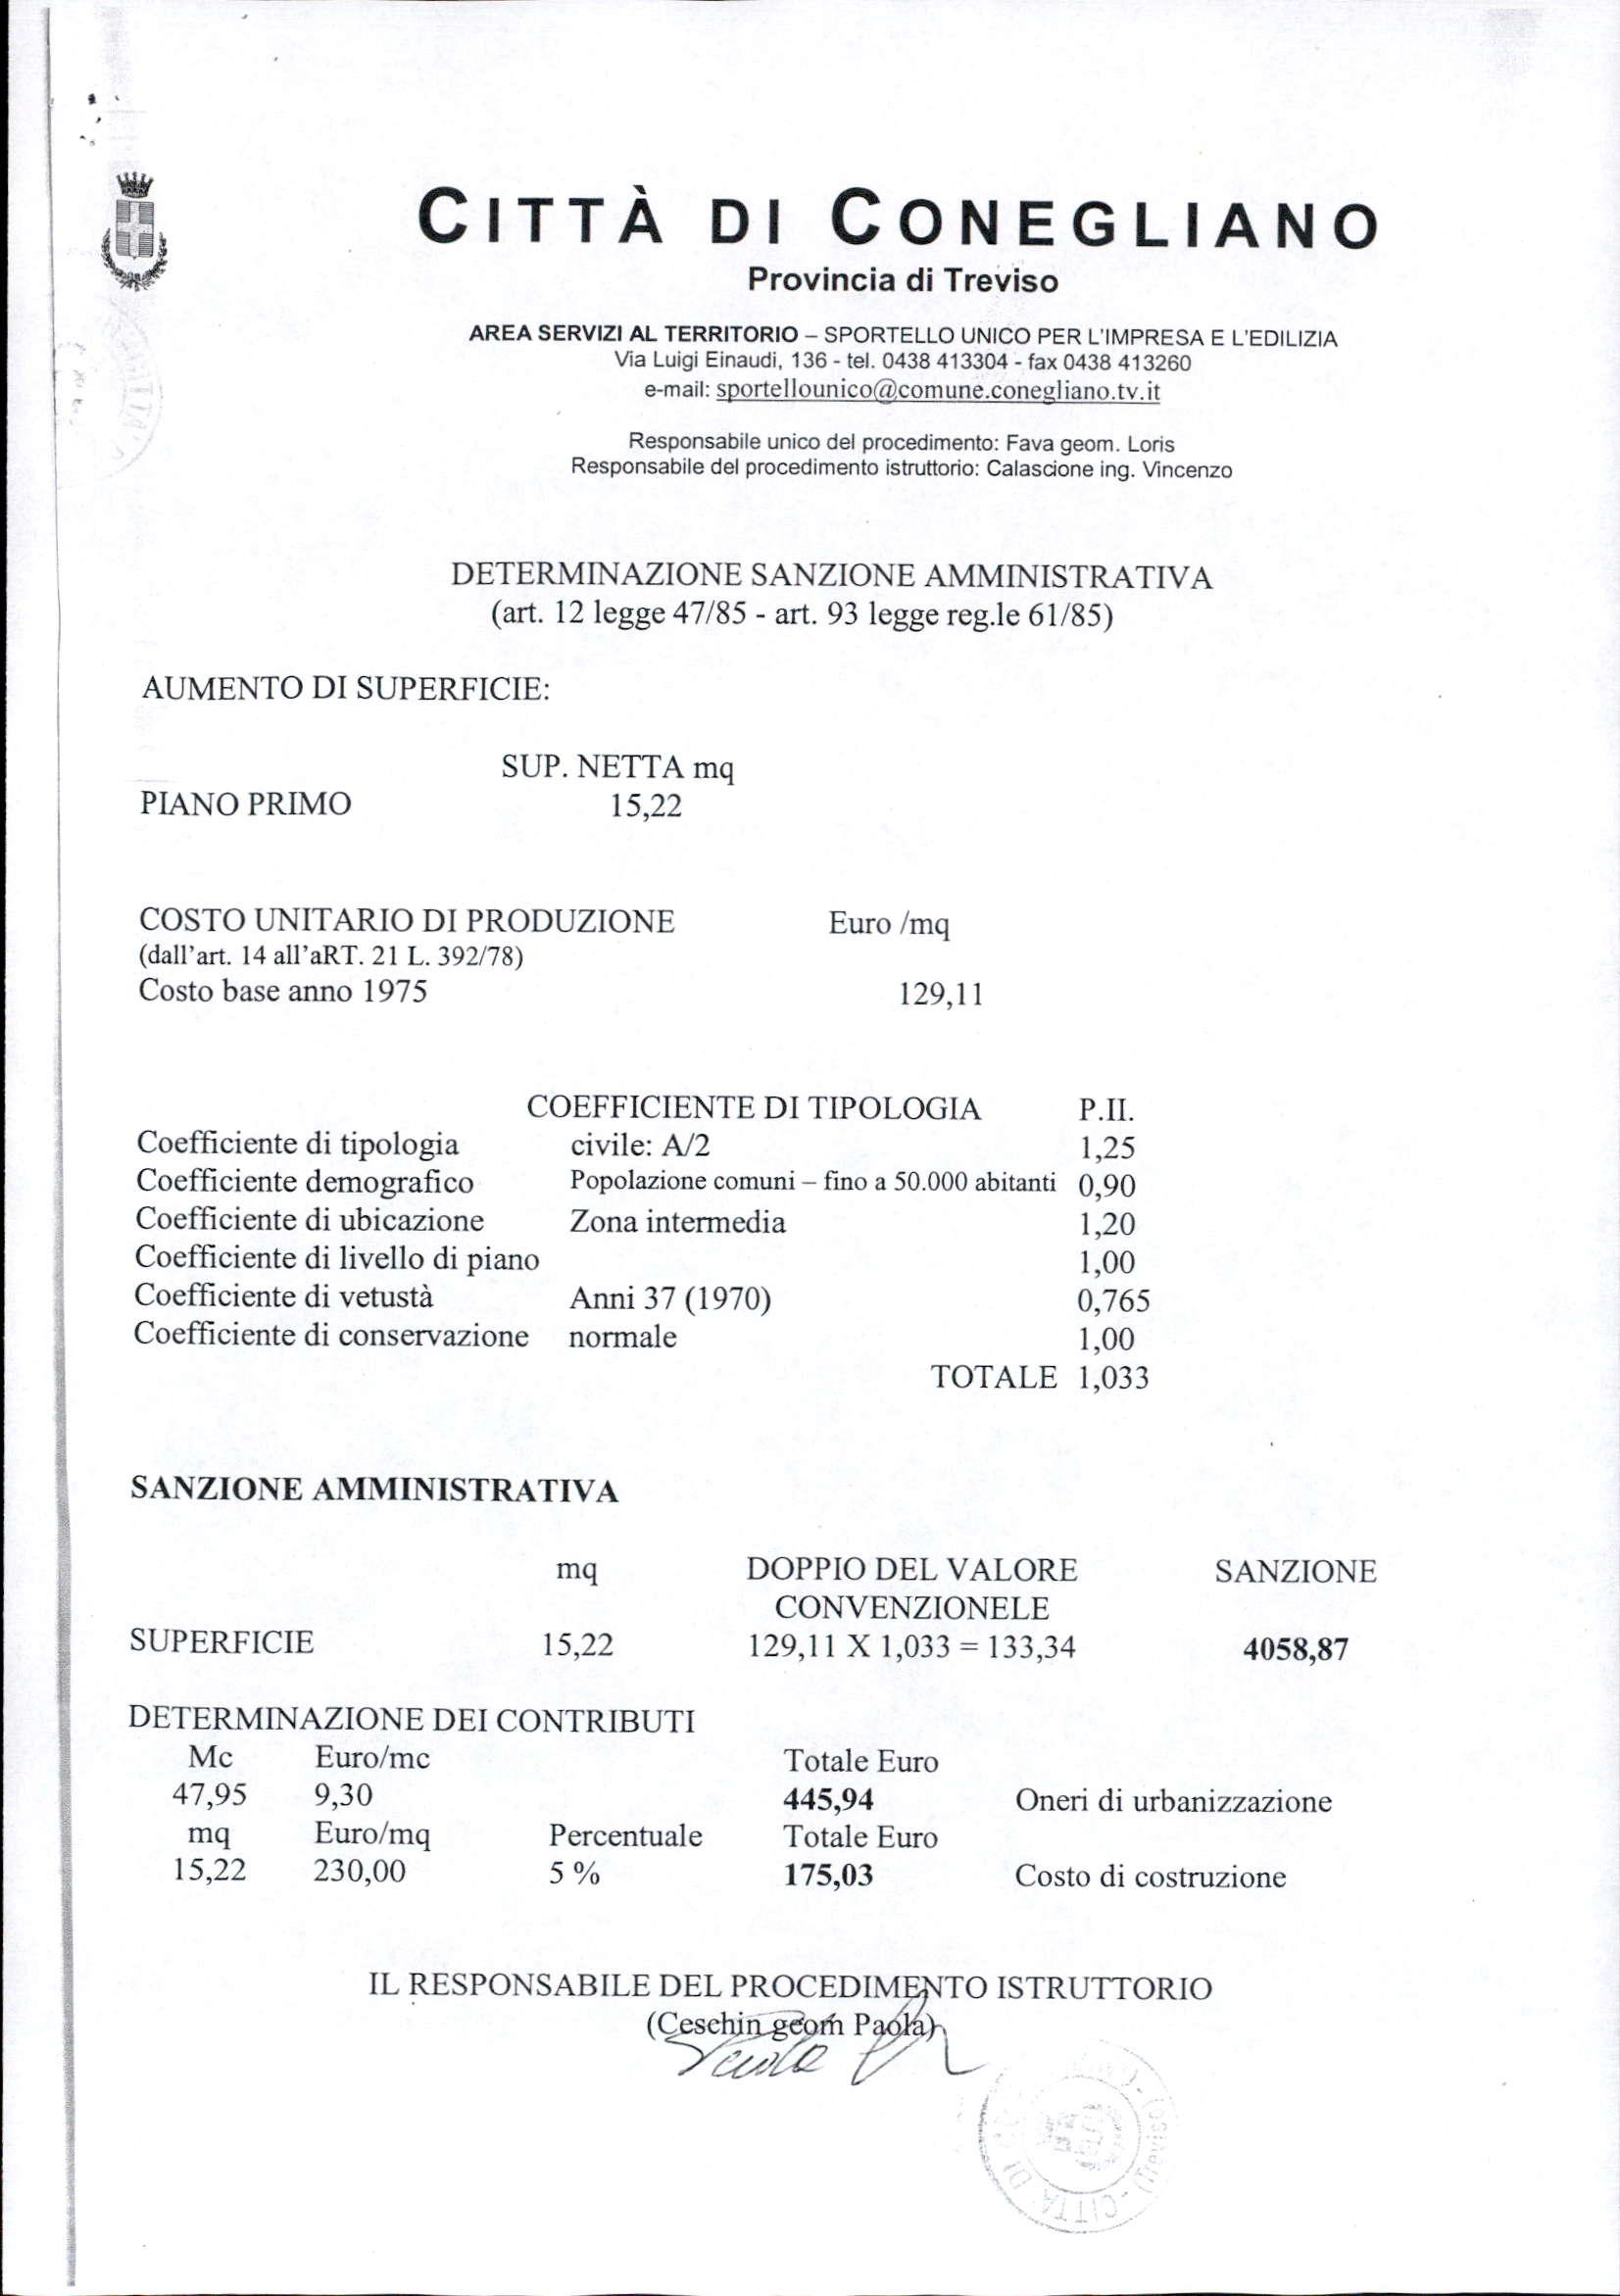 CITTÀ DI CONEGLIANO
Provincia di Treviso
AREA SERVIZI AL TERRITORIO – SPORTELLO UNICO PER L'IMPRESA E L'EDILIZIA
Via Luigi Einaudi, 136 - tel. 0438 413304 - fax 0438 413260
e-mail: sportellounico@comune.conegliano.tv.it
Responsabile unico del procedimento: Fava geom. Loris
Responsabile del procedimento istruttorio: Calascione ing. Vincenzo
DETERMINAZIONE SANZIONE AMMINISTRATIVA
(art. 12 legge 47/85 - art. 93 legge reg.le 61/85)
AUMENTO DI SUPERFICIE:
SUP. NETTA mq
PIANO PRIMO 15,22
COSTO UNITARIO DI PRODUZIONE Euro /mq
(dall'art. 14 all'aRT. 21 L. 392/78)
Costo base anno 1975 129,11
COEFFICIENTE DI TIPOLOGIA P.II.
Coefficiente di tipologia civile: A/2 1,25
Coefficiente demografico Popolazione comuni – fino a 50.000 abitanti 0,90
Coefficiente di ubicazione Zona intermedia 1,20
Coefficiente di livello di piano 1,00
Coefficiente di vetustà Anni 37 (1970) 0,765
Coefficiente di conservazione normale 1,00
TOTALE 1,033
SANZIONE AMMINISTRATIVA
mq DOPPIO DEL VALORE SANZIONE
CONVENZIONELE
SUPERFICIE 15,22 129,11 X 1,033 = 133,34 4058,87
DETERMINAZIONE DEI CONTRIBUTI
Mc Euro/mc Totale Euro
47,95 9,30 445,94 Oneri di urbanizzazione
mq Euro/mq Percentuale Totale Euro
15,22 230,00 5 % 175,03 Costo di costruzione
IL RESPONSABILE DEL PROCEDIMENTO ISTRUTTORIO
(Ceschin geom Paola)
CITTÀ DI
(Treviso)